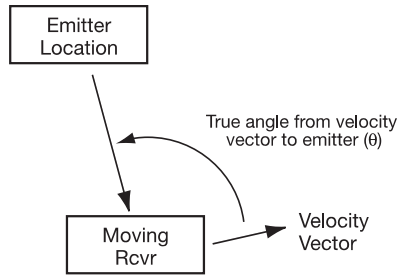 Emitter
Location
True angle from velocity
vector to emitter (θ)
Moving
Rcvr
Velocity
Vector